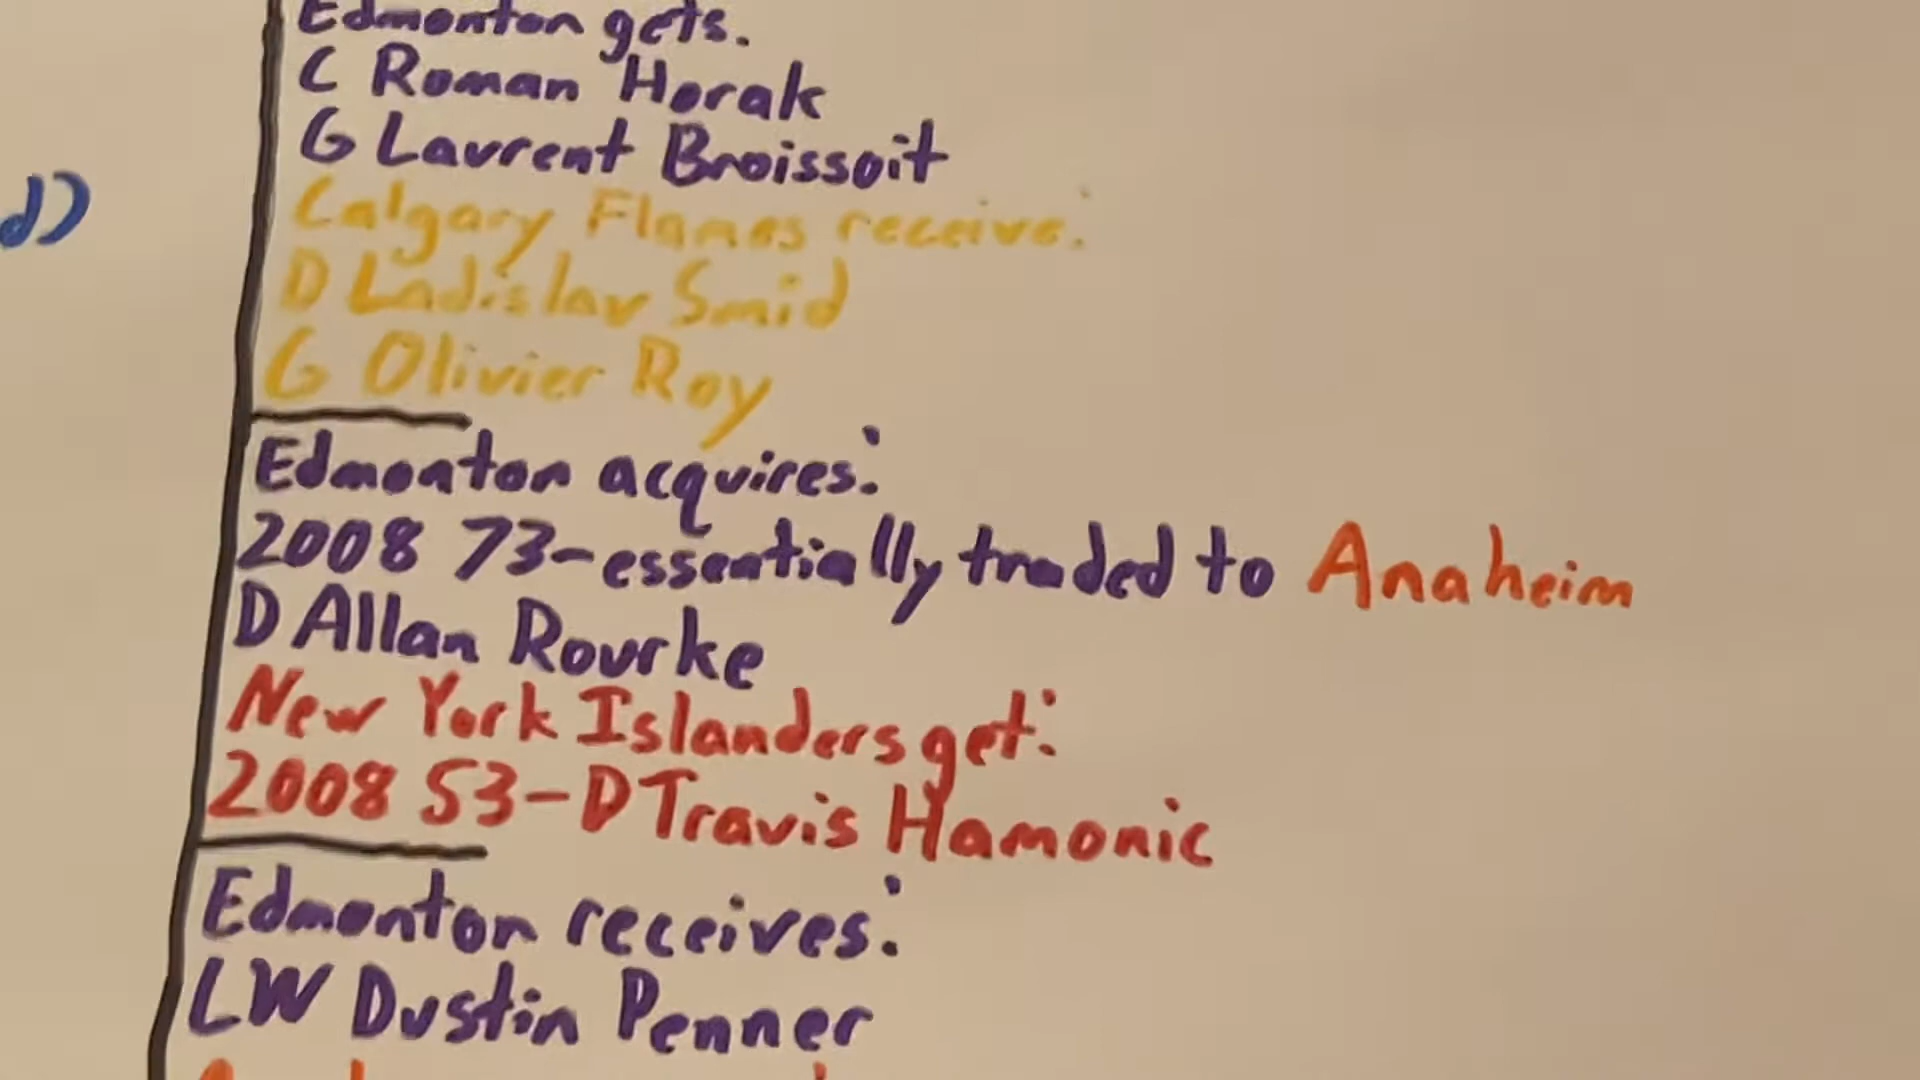 Edmonton gets.
C Roman Horak
G Laurent Broissoit
d)
Calgary Flames receive:
D Ladislav Smid
G Olivier Roy
Edmonton acquires:
2008 73-essentially traded to Anaheim
D Allan Rourke
New York Islanders get:
2008 53-D Travis Hamonic
Edmonton receives:
LW Dustin Penner